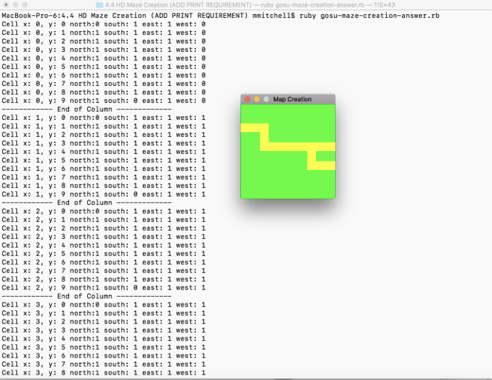 4.4 HD Maze Creation (ADD PRINT REQUIREMENT) — ruby gosu-maze-creation-answer.rb — 116×43
MacBook-Pro-6:4.4 HD Maze Creation (ADD PRINT REQUIREMENT) mmitchell$ ruby gosu-maze-creation-answer.rb
Cell x: 0, y: 0 north:0 south: 1 east: 1 west: 0
Cell x: 0, y: 1 north:1 south: 1 east: 1 west: 0
Cell x: 0, y: 2 north:1 south: 1 east: 1 west: 0
Cell x: 0, y: 3 north:1 south: 1 east: 1 west: 0
Cell x: 0, y: 4 north:1 south: 1 east: 1 west: 0
Cell x: 0, y: 5 north:1 south: 1 east: 1 west: 0
Cell x: 0, y: 6 north:1 south: 1 east: 1 west: 0
Cell x: 0, y: 7 north:1 south: 1 east: 1 west: 0
Cell x: 0, y: 8 north:1 south: 1 east: 1 west: 0
Cell x: 0, y: 9 north:1 south: 0 east: 1 west: 0
------------ End of Column -------------
Map Creation
Cell x: 1, y: 0 north:0 south: 1 east: 1 west: 1
Cell x: 1, y: 1 north:1 south: 1 east: 1 west: 1
Cell x: 1, y: 2 north:1 south: 1 east: 1 west: 1
Cell x: 1, y: 3 north:1 south: 1 east: 1 west: 1
Cell x: 1, y: 4 north:1 south: 1 east: 1 west: 1
Cell x: 1, y: 5 north:1 south: 1 east: 1 west: 1
Cell x: 1, y: 6 north:1 south: 1 east: 1 west: 1
Cell x: 1, y: 7 north:1 south: 1 east: 1 west: 1
Cell x: 1, y: 8 north:1 south: 1 east: 1 west: 1
Cell x: 1, y: 9 north:1 south: 0 east: 1 west: 1
------------ End of Column -------------
Cell x: 2, y: 0 north:0 south: 1 east: 1 west: 1
Cell x: 2, y: 1 north:1 south: 1 east: 1 west: 1
Cell x: 2, y: 2 north:1 south: 1 east: 1 west: 1
Cell x: 2, y: 3 north:1 south: 1 east: 1 west: 1
Cell x: 2, y: 4 north:1 south: 1 east: 1 west: 1
Cell x: 2, y: 5 north:1 south: 1 east: 1 west: 1
Cell x: 2, y: 6 north:1 south: 1 east: 1 west: 1
Cell x: 2, y: 7 north:1 south: 1 east: 1 west: 1
Cell x: 2, y: 8 north:1 south: 1 east: 1 west: 1
Cell x: 2, y: 9 north:1 south: 0 east: 1 west: 1
------------ End of Column -------------
Cell x: 3, y: 0 north:0 south: 1 east: 1 west: 1
Cell x: 3, y: 1 north:1 south: 1 east: 1 west: 1
Cell x: 3, y: 2 north:1 south: 1 east: 1 west: 1
Cell x: 3, y: 3 north:1 south: 1 east: 1 west: 1
Cell x: 3, y: 4 north:1 south: 1 east: 1 west: 1
Cell x: 3, y: 5 north:1 south: 1 east: 1 west: 1
Cell x: 3, y: 6 north:1 south: 1 east: 1 west: 1
Cell x: 3, y: 7 north:1 south: 1 east: 1 west: 1
Cell x: 3, y: 8 north:1 south: 1 east: 1 west: 1